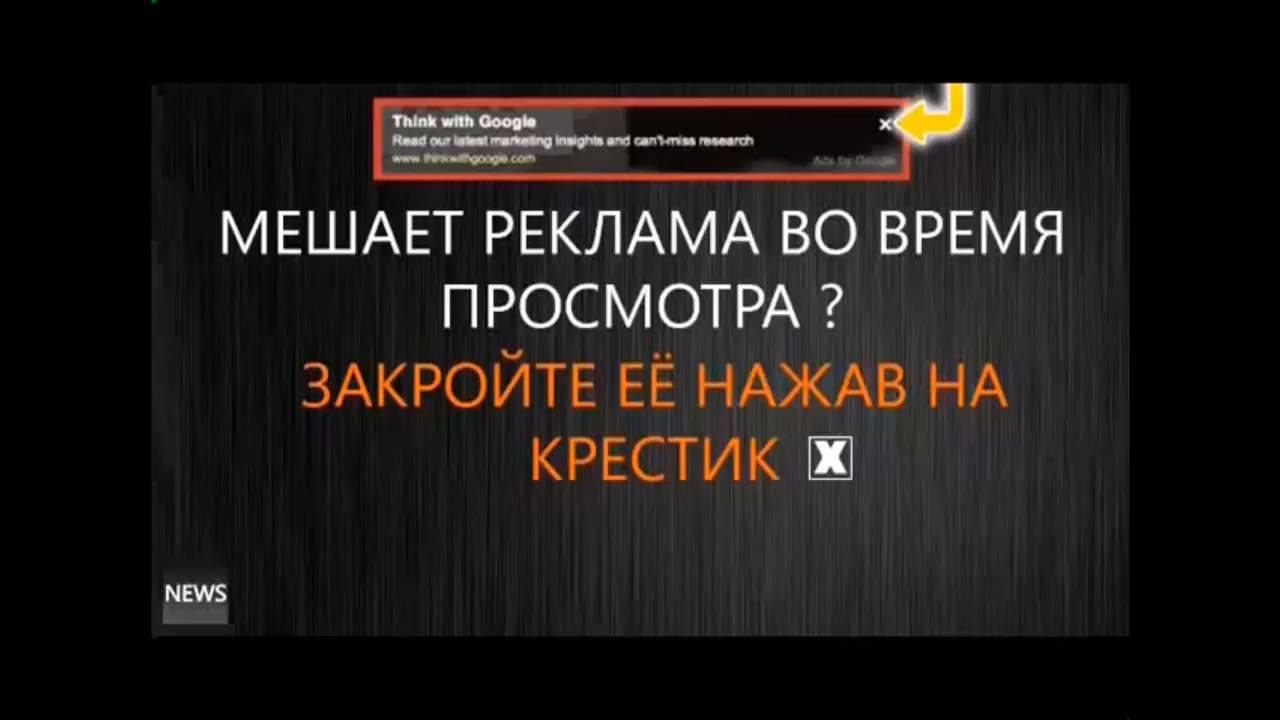 Think with Google
Read our latest marketing insights and can't-miss research
www.thinkwithgoogle.com
Ads by Google
МЕШАЕТ РЕКЛАМА ВО ВРЕМЯ
ПРОСМОТРА ?
ЗАКРОЙТЕ ЕЁ НАЖАВ НА
КРЕСТИК X
NEWS